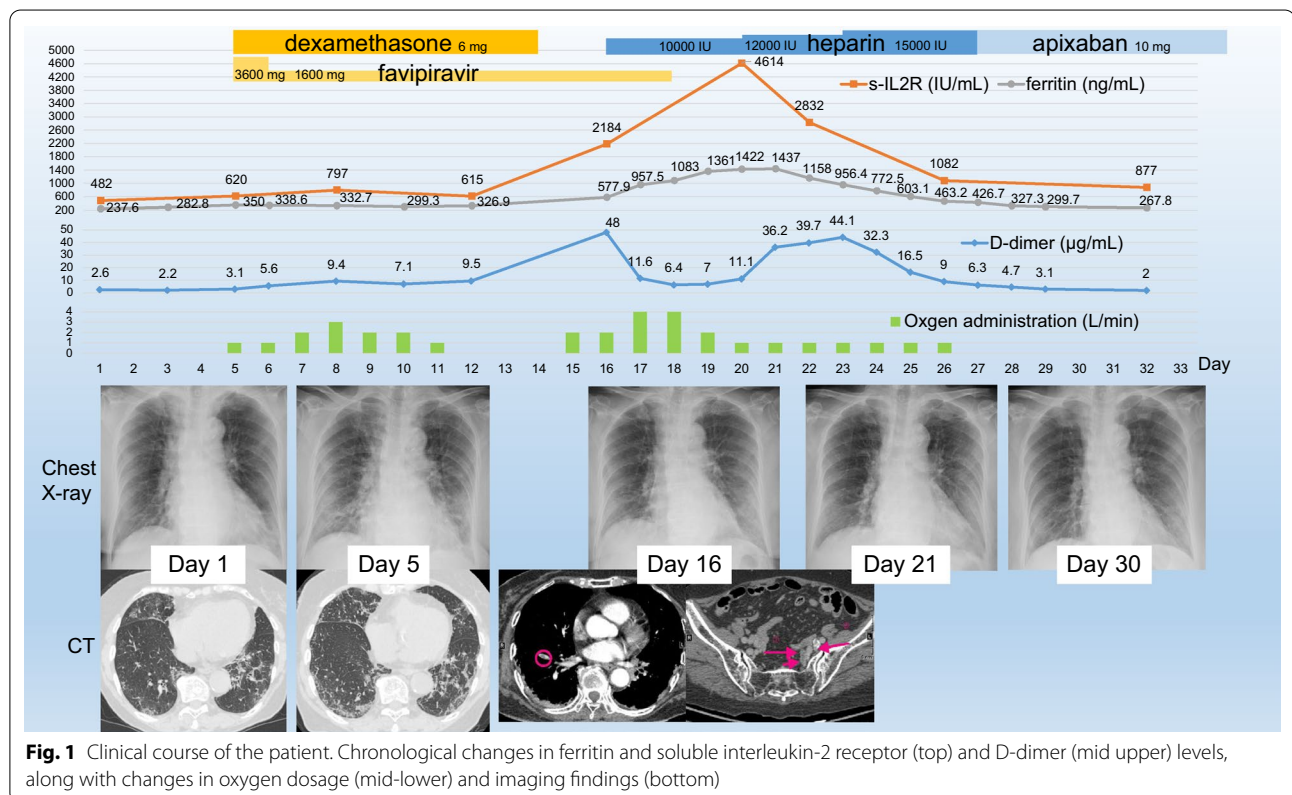 dexamethasone 6 mg
10000 IU 12000 IU heparin 15000 IU apixaban 10 mg
3600 mg 1600 mg favipiravir
s-IL2R (IU/mL) ferritin (ng/mL)
5000
4600
4200
3800
3400
3000
2600
2200
1800
1400
1000
600
200
482 620 797 615 2184 4614 2832 1082 877
237.6 282.8 350 338.6 332.7 299.3 326.9 577.9 957.5 1083 1361 1422 1437 1158 956.4 772.5 603.1 463.2 426.7 327.3 299.7 267.8
D-dimer (µg/mL)
50
40
30
20
10
0
2.6 2.2 3.1 5.6 9.4 7.1 9.5 48 11.6 6.4 7 11.1 36.2 39.7 44.1 32.3 16.5 9 6.3 4.7 3.1 2
Oxgen administration (L/min)
4
3
2
1
0
1 2 3 4 5 6 7 8 9 10 11 12 13 14 15 16 17 18 19 20 21 22 23 24 25 26 27 28 29 30 31 32 33 Day
Chest
X-ray
Day 1 Day 5 Day 16 Day 21 Day 30
CT
Fig. 1 Clinical course of the patient. Chronological changes in ferritin and soluble interleukin-2 receptor (top) and D-dimer (mid upper) levels,
along with changes in oxygen dosage (mid-lower) and imaging findings (bottom)